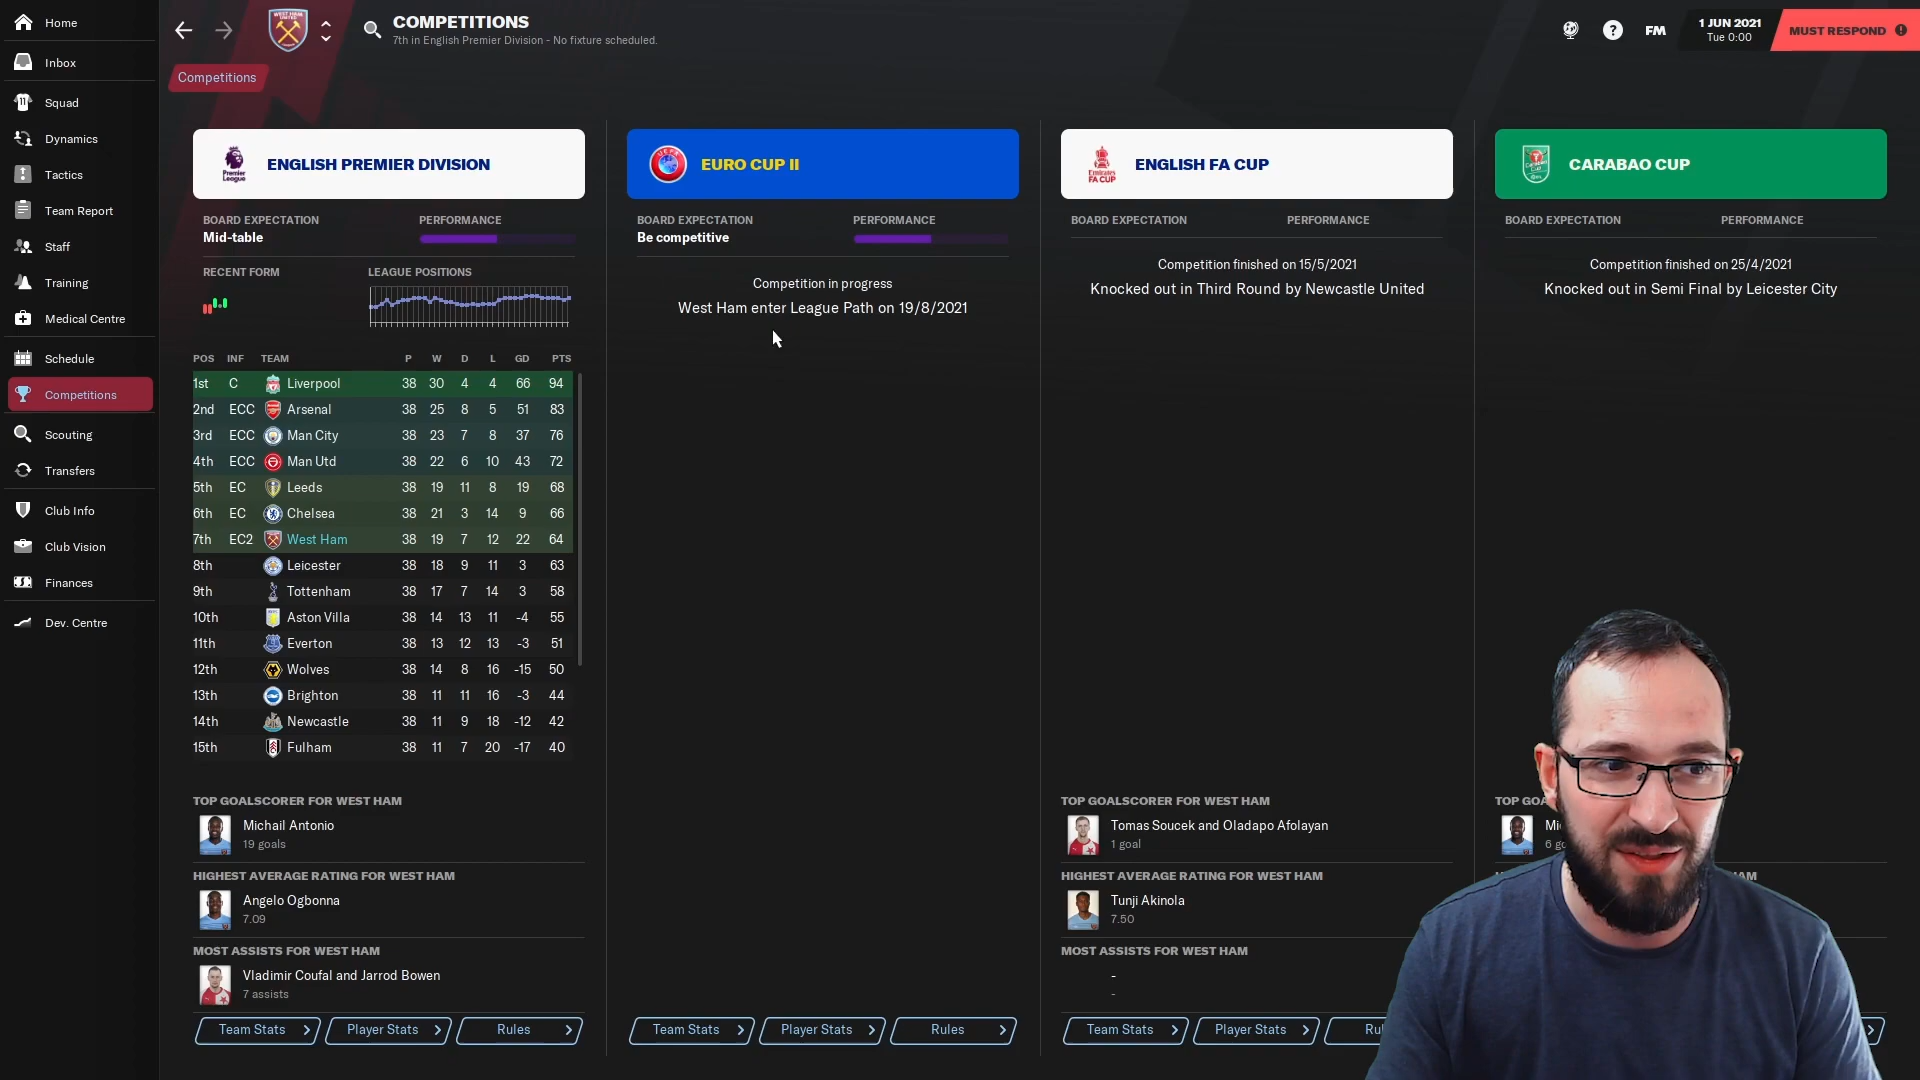 Home
Inbox
Squad
Dynamics
Tactics
Team Report
Staff
Training
Medical Centre
Schedule
Competitions
Scouting
Transfers
Club Info
Club Vision
Finances
Dev. Centre
COMPETITIONS
7th in English Premier Division - No fixture scheduled.
FM
1 JUN 2021
Tue 0:00
MUST RESPOND
Competitions
Premier League
ENGLISH PREMIER DIVISION
BOARD EXPECTATION PERFORMANCE
Mid-table
RECENT FORM LEAGUE POSITIONS
POS INF TEAM P W D L GD PTS
1st C Liverpool 38 30 4 4 66 94
2nd ECC Arsenal 38 25 8 5 51 83
3rd ECC Man City 38 23 7 8 37 76
4th ECC Man Utd 38 22 6 10 43 72
5th EC Leeds 38 19 11 8 19 68
6th EC Chelsea 38 21 3 14 9 66
7th EC2 West Ham 38 19 7 12 22 64
8th Leicester 38 18 9 11 3 63
9th Tottenham 38 17 7 14 3 58
10th Aston Villa 38 14 13 11 -4 55
11th Everton 38 13 12 13 -3 51
12th Wolves 38 14 8 16 -15 50
13th Brighton 38 11 11 16 -3 44
14th Newcastle 38 11 9 18 -12 42
15th Fulham 38 11 7 20 -17 40
TOP GOALSCORER FOR WEST HAM
Michail Antonio
19 goals
HIGHEST AVERAGE RATING FOR WEST HAM
Angelo Ogbonna
7.09
MOST ASSISTS FOR WEST HAM
Vladimir Coufal and Jarrod Bowen
7 assists
Team Stats Player Stats Rules
EURO CUP II
BOARD EXPECTATION PERFORMANCE
Be competitive
Competition in progress
West Ham enter League Path on 19/8/2021
Team Stats Player Stats Rules
Emirates FA CUP
ENGLISH FA CUP
BOARD EXPECTATION PERFORMANCE
Competition finished on 15/5/2021
Knocked out in Third Round by Newcastle United
TOP GOALSCORER FOR WEST HAM
Tomas Soucek and Oladapo Afolayan
1 goal
HIGHEST AVERAGE RATING FOR WEST HAM
Tunji Akinola
7.50
MOST ASSISTS FOR WEST HAM
-
-
Team Stats Player Stats Ru
CARABAO CUP
BOARD EXPECTATION PERFORMANCE
Competition finished on 25/4/2021
Knocked out in Semi Final by Leicester City
TOP GOA
Mi
6 go